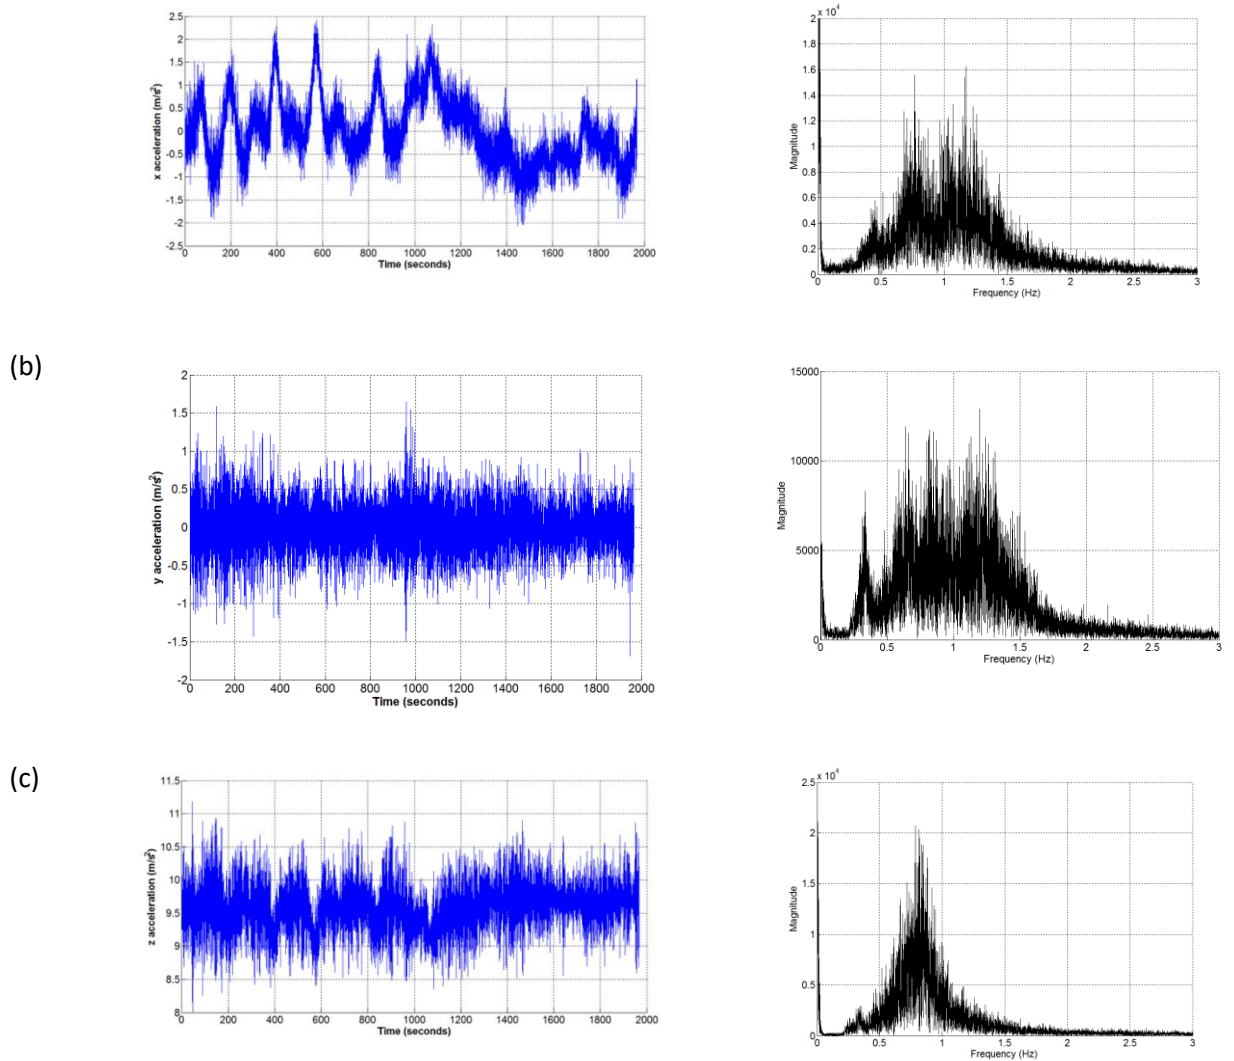 2.5
2
1.5
1
0.5
0
-0.5
-1
-1.5
-2
-2.5
x acceleration (m/s²)
0 200 400 600 800 1000 1200 1400 1600 1800 2000
Time (seconds)
2 x 10⁴
1.8
1.6
1.4
1.2
1
0.8
0.6
0.4
0.2
0
Magnitude
0 0.5 1 1.5 2 2.5 3
Frequency (Hz)
(b)
2
1.5
1
0.5
0
-0.5
-1
-1.5
-2
y acceleration (m/s²)
0 200 400 600 800 1000 1200 1400 1600 1800 2000
Time (seconds)
15000
10000
5000
0
Magnitude
0 0.5 1 1.5 2 2.5 3
Frequency (Hz)
(c)
11.5
11
10.5
10
9.5
9
8.5
8
z acceleration (m/s²)
0 200 400 600 800 1000 1200 1400 1600 1800 2000
Time (seconds)
2.5 x 10⁴
2
1.5
1
0.5
0
Magnitude
0 0.5 1 1.5 2 2.5 3
Frequency (Hz)